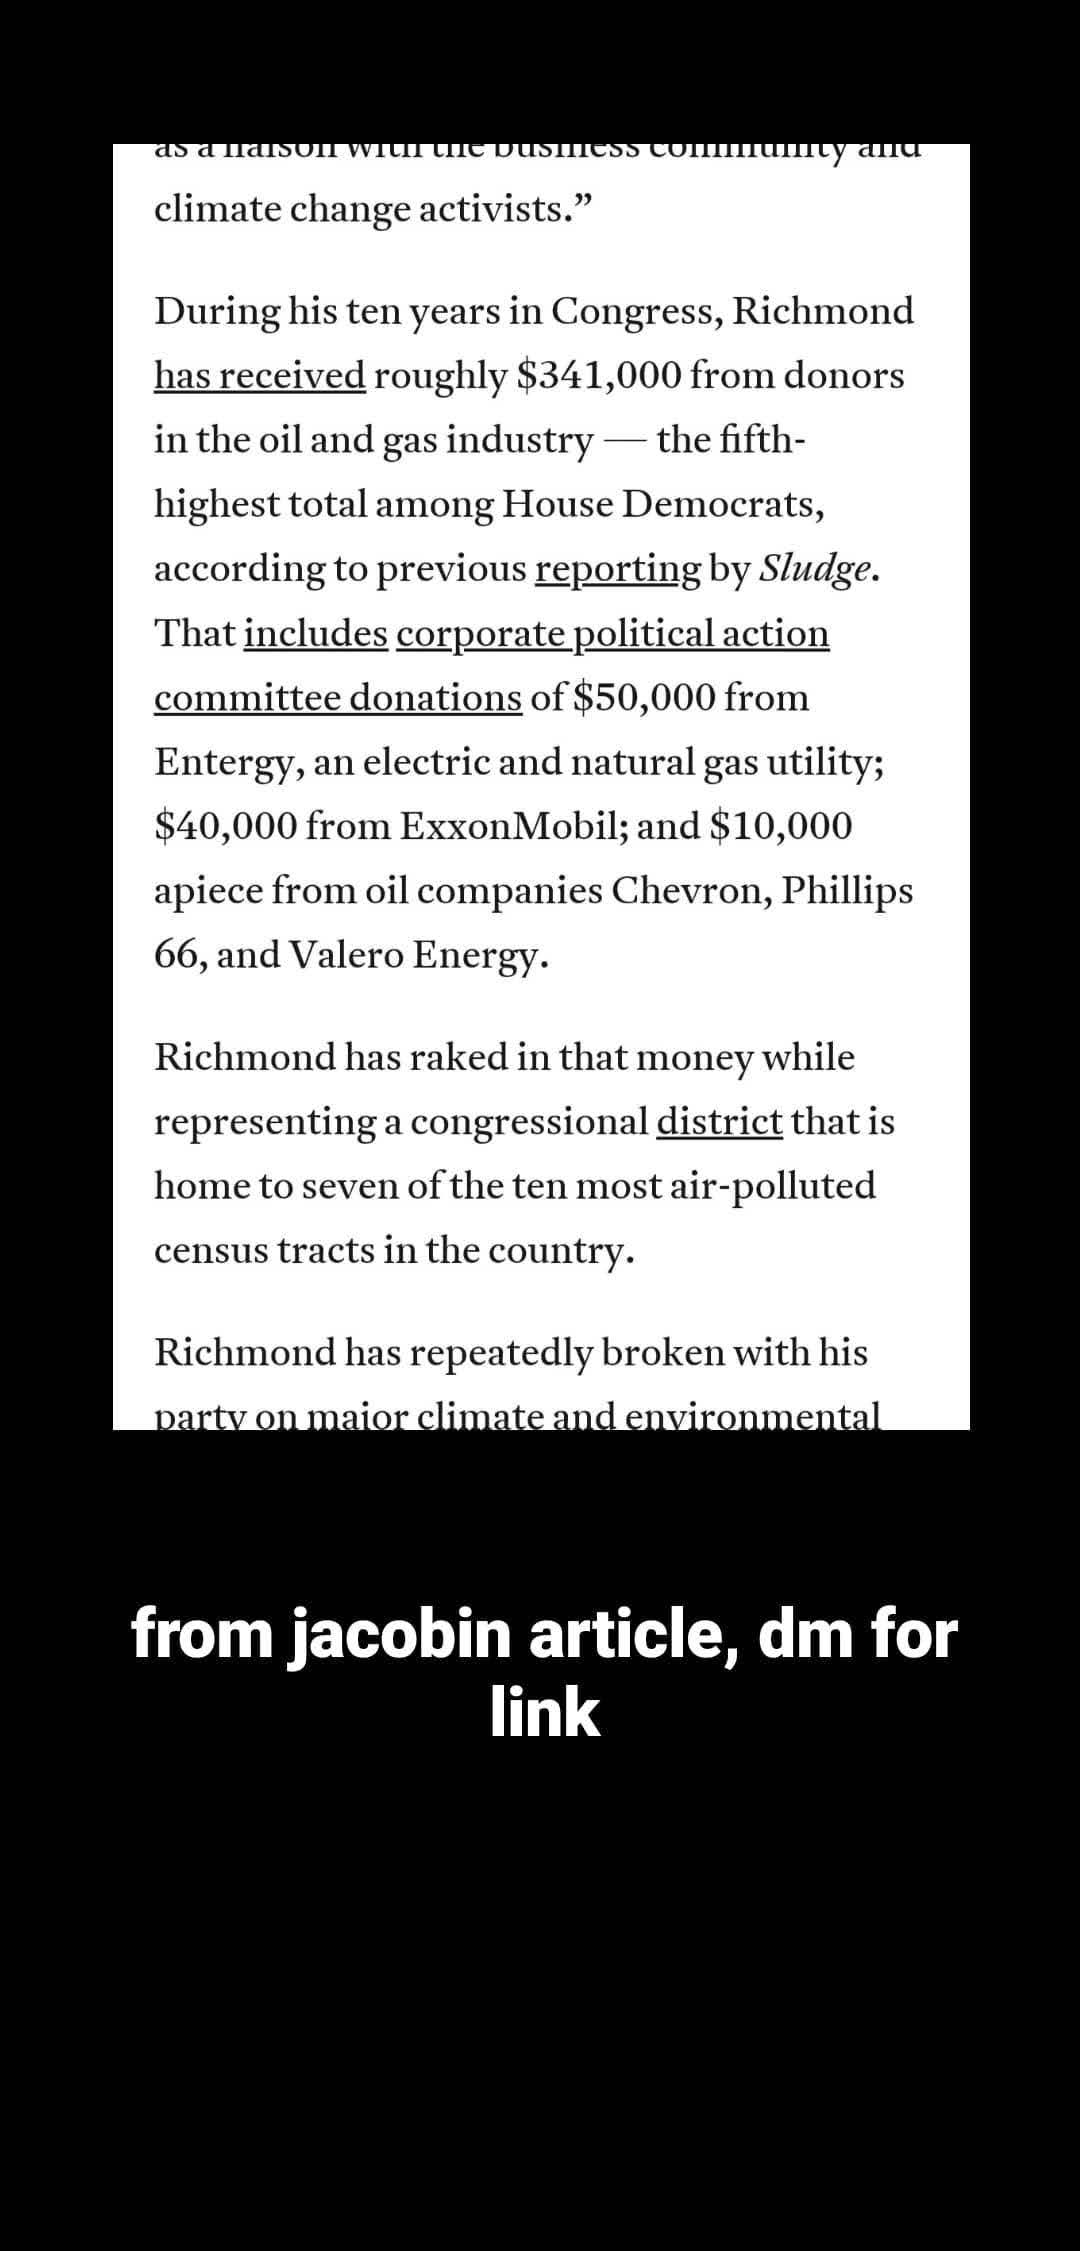 as a liaison with the business community and
climate change activists.”
During his ten years in Congress, Richmond
has received roughly $341,000 from donors
in the oil and gas industry — the fifth-
highest total among House Democrats,
according to previous reporting by Sludge.
That includes corporate political action
committee donations of $50,000 from
Entergy, an electric and natural gas utility;
$40,000 from ExxonMobil; and $10,000
apiece from oil companies Chevron, Phillips
66, and Valero Energy.
Richmond has raked in that money while
representing a congressional district that is
home to seven of the ten most air-polluted
census tracts in the country.
Richmond has repeatedly broken with his
party on major climate and environmental
from jacobin article, dm for
link